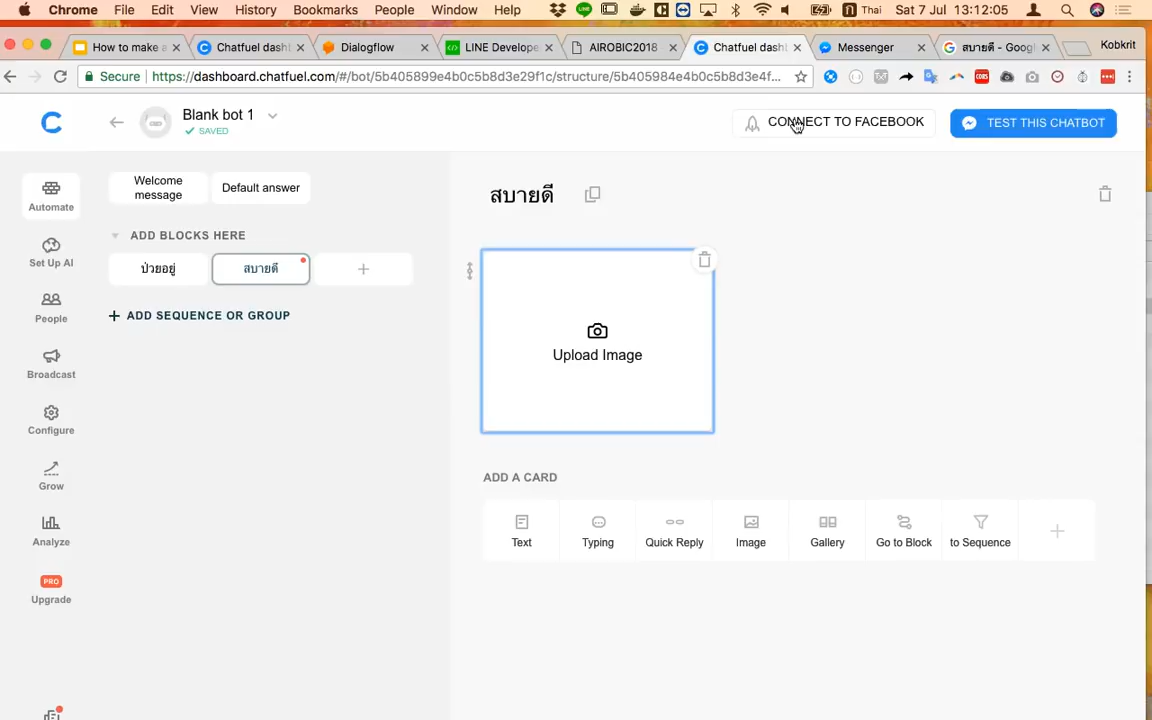 Chrome File Edit View History Bookmarks People Window Help Thai Sat 7 Jul 13:12:05
How to make a Chatfuel dashb Dialogflow LINE Develope AIROBIC2018 Chatfuel dashb Messenger สบายดี - Goog Kobkrit
Secure https://dashboard.chatfuel.com/#/bot/5b405899e4b0c5b8d3e29f1c/structure/5b405984e4b0c5b8d3e4f...
Blank bot 1
SAVED
CONNECT TO FACEBOOK
TEST THIS CHATBOT
Automate
Set Up AI
People
Broadcast
Configure
Grow
Analyze
PRO
Upgrade
Welcome
message
Default answer
ADD BLOCKS HERE
ป่วยอยู่
สบายดี
ADD SEQUENCE OR GROUP
สบายดี
Upload Image
ADD A CARD
Text Typing Quick Reply Image Gallery Go to Block to Sequence